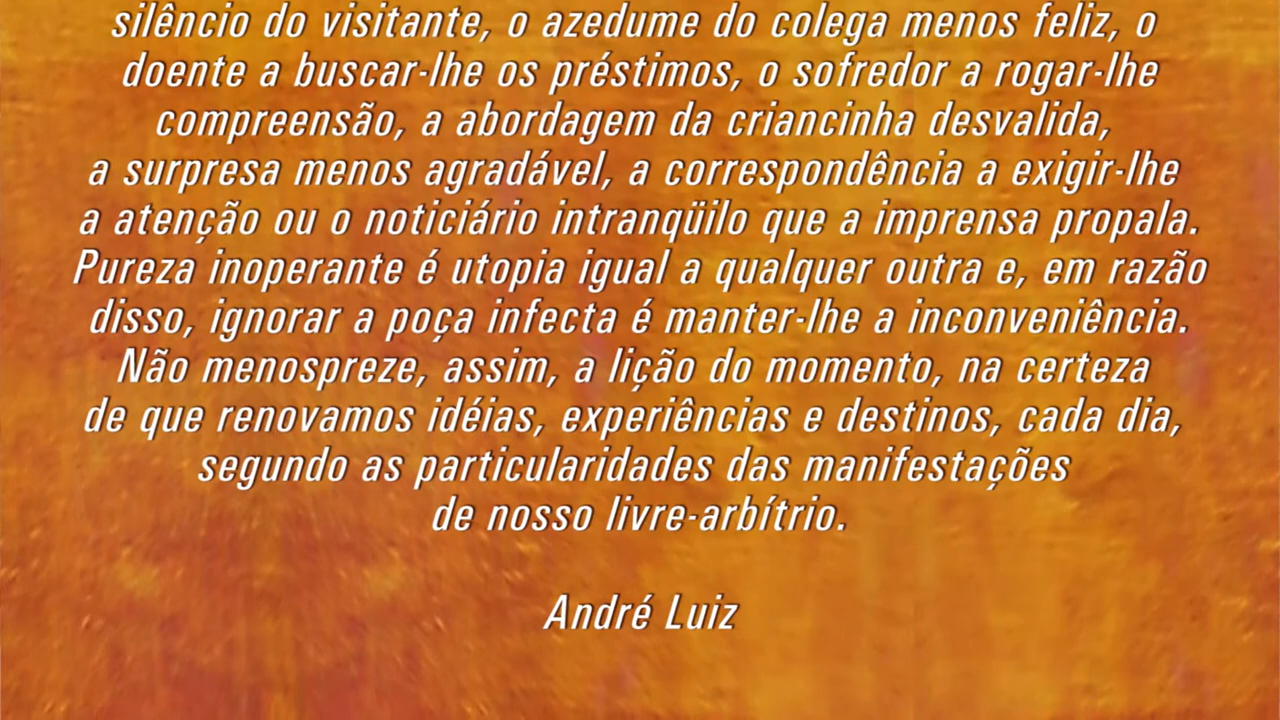 silêncio do visitante, o azedume do colega menos feliz, o
doente a buscar-lhe os préstimos, o sofredor a rogar-lhe
compreensão, a abordagem da criancinha desvalida,
a surpresa menos agradável, a correspondência a exigir-lhe
a atenção ou o noticiário intranqüilo que a imprensa propala.
Pureza inoperante é utopia igual a qualquer outra e, em razão
disso, ignorar a poça infecta é manter-lhe a inconveniência.
Não menospreze, assim, a lição do momento, na certeza
de que renovamos idéias, experiências e destinos, cada dia,
segundo as particularidades das manifestações
de nosso livre-arbítrio.
André Luiz